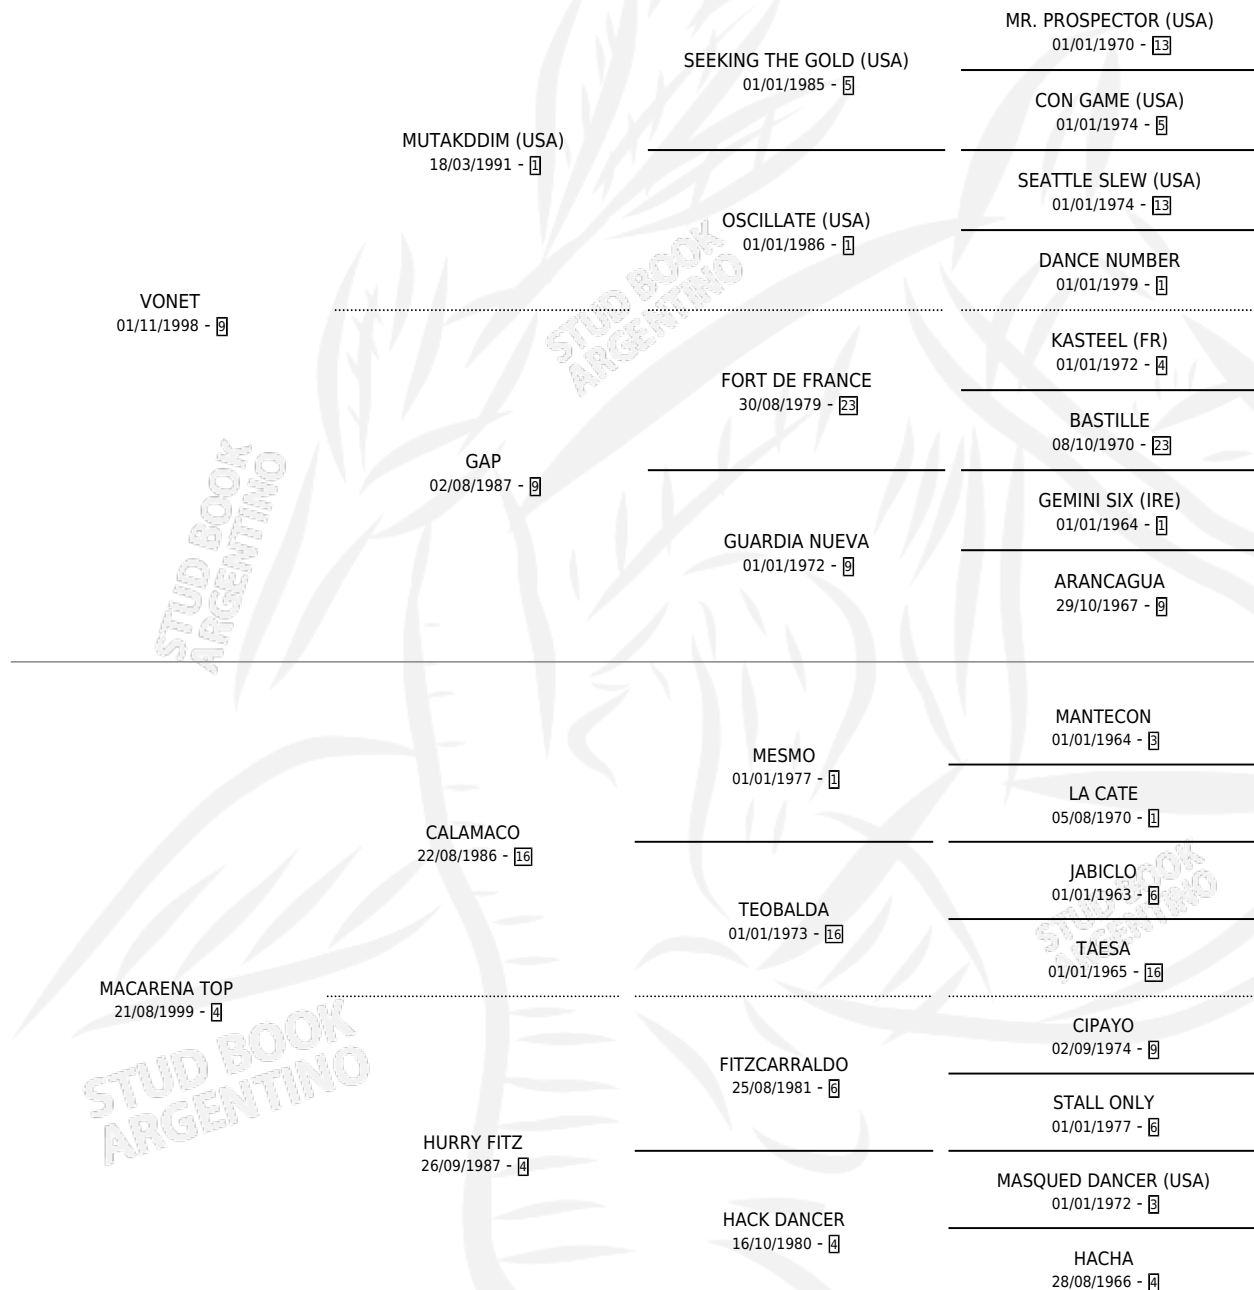 MR. PROSPECTOR (USA)
01/01/1970 - 13
SEEKING THE GOLD (USA)
01/01/1985 - 5
CON GAME (USA)
01/01/1974 - 5
MUTAKDDIM (USA)
18/03/1991 - 1
SEATTLE SLEW (USA)
01/01/1974 - 13
OSCILLATE (USA)
01/01/1986 - 1
DANCE NUMBER
01/01/1979 - 1
VONET
01/11/1998 - 9
KASTEEL (FR)
01/01/1972 - 4
FORT DE FRANCE
30/08/1979 - 23
BASTILLE
08/10/1970 - 23
GAP
02/08/1987 - 9
GEMINI SIX (IRE)
01/01/1964 - 1
GUARDIA NUEVA
01/01/1972 - 9
ARANCAGUA
29/10/1967 - 9
MANTECON
01/01/1964 - 3
MESMO
01/01/1977 - 1
LA CATE
05/08/1970 - 1
CALAMACO
22/08/1986 - 16
JABICLO
01/01/1963 - 6
TEOBALDA
01/01/1973 - 16
TAESA
01/01/1965 - 16
MACARENA TOP
21/08/1999 - 4
CIPAYO
02/09/1974 - 9
FITZCARRALDO
25/08/1981 - 6
STALL ONLY
01/01/1977 - 6
HURRY FITZ
26/09/1987 - 4
MASQUED DANCER (USA)
01/01/1972 - 3
HACK DANCER
16/10/1980 - 4
HACHA
28/08/1966 - 4
STUD BOOK
ARGENTINO
STUD BOOK
ARGENTINO
STUD BOOK
ARGENTINO
STUD BOOK
ARGENTINO